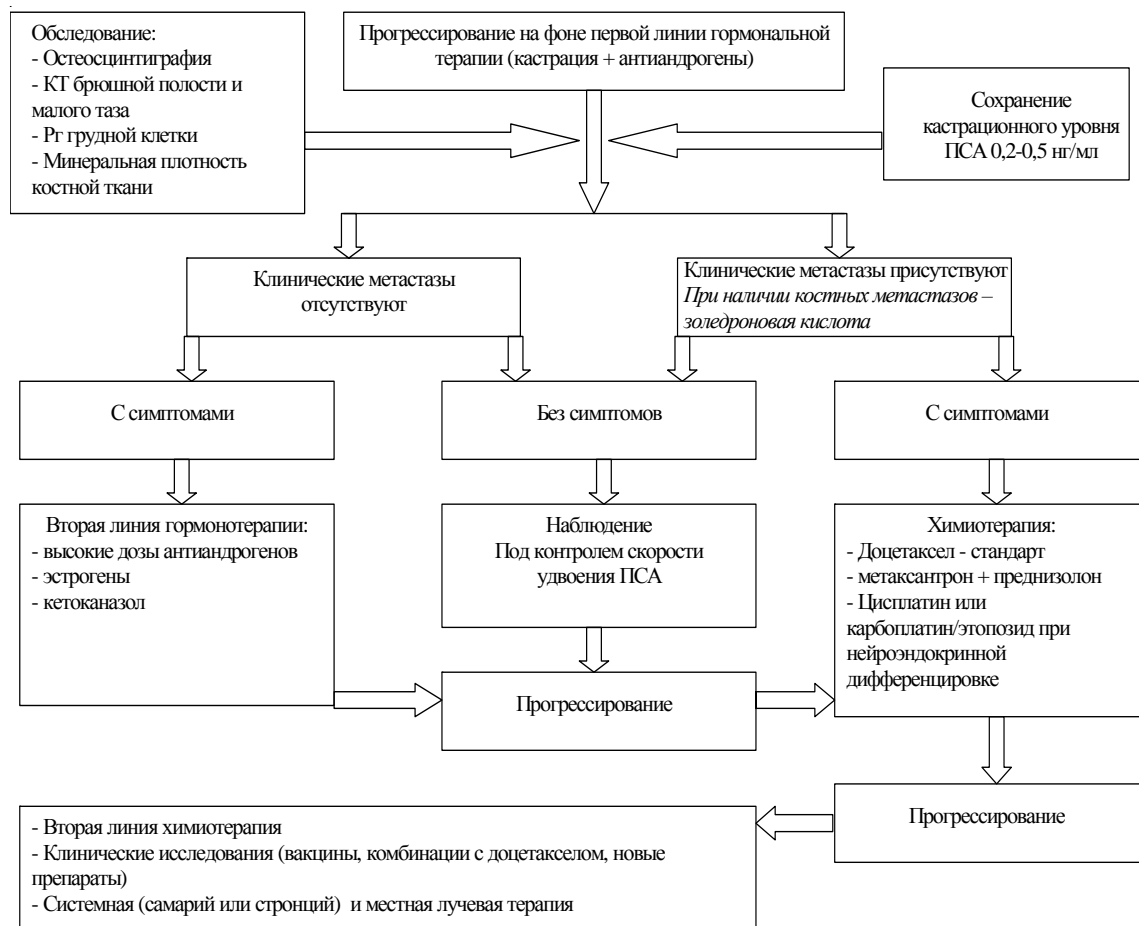 Обследование:
- Остеосцинтиграфия
- КТ брюшной полости и
малого таза
- Рг грудной клетки
- Минеральная плотность
костной ткани
Прогрессирование на фоне первой линии гормональной
терапии (кастрация + антиандрогены)
Сохранение
кастрационного уровня
ПСА 0,2-0,5 нг/мл
Клинические метастазы
отсутствуют
Клинические метастазы присутствуют
При наличии костных метастазов –
золедроновая кислота
С симптомами
Без симптомов
С симптомами
Вторая линия гормонотерапии:
- высокие дозы антиандрогенов
- эстрогены
- кетоканазол
Наблюдение
Под контролем скорости
удвоения ПСА
Химиотерапия:
- Доцетаксел - стандарт
- метаксантрон + преднизолон
- Цисплатин или
карбоплатин/этопозид при
нейроэндокринной
дифференцировке
Прогрессирование
Прогрессирование
- Вторая линия химиотерапия
- Клинические исследования (вакцины, комбинации с доцетакселом, новые
препараты)
- Системная (самарий или стронций) и местная лучевая терапия